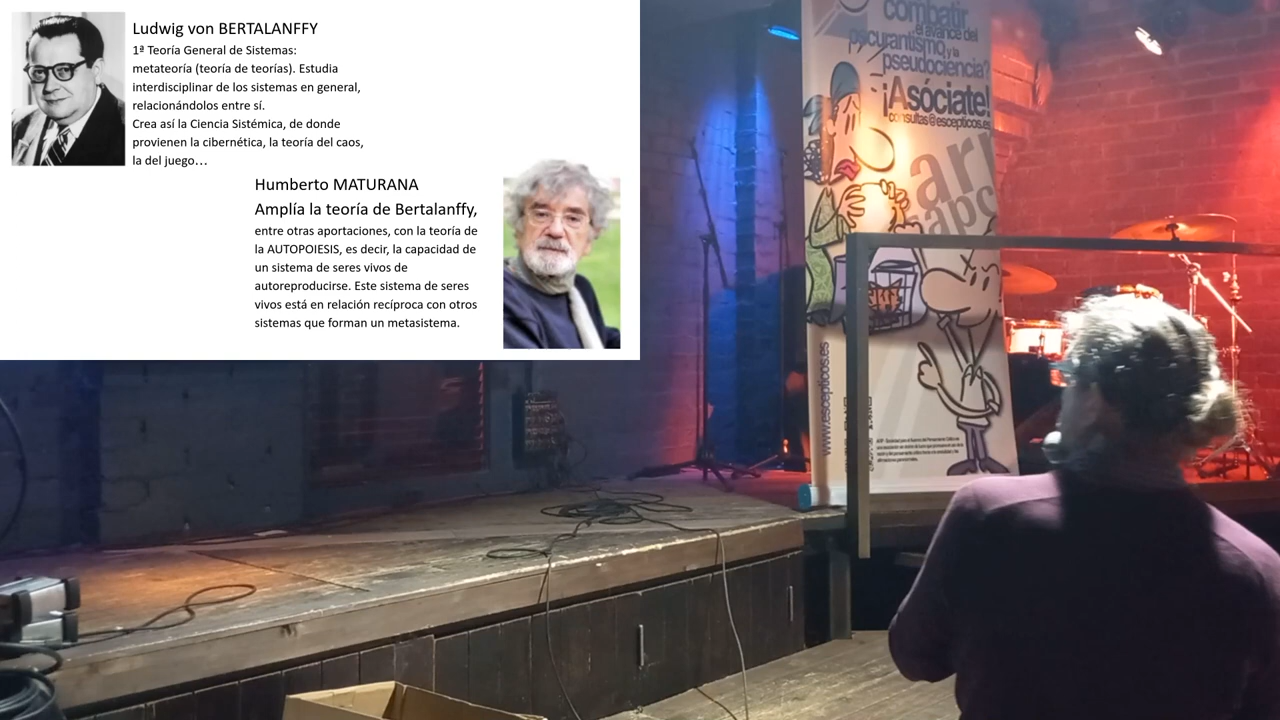 Ludwig von BERTALANFFY
1ª Teoría General de Sistemas:
metateoría (teoría de teorías). Estudia
interdisciplinar de los sistemas en general,
relacionándolos entre sí.
Crea así la Ciencia Sistémica, de donde
provienen la cibernética, la teoría del caos,
la del juego…
Humberto MATURANA
Amplía la teoría de Bertalanffy,
entre otras aportaciones, con la teoría de
la AUTOPOIESIS, es decir, la capacidad de
un sistema de seres vivos de
autoreproducirse. Este sistema de seres
vivos está en relación recíproca con otros
sistemas que forman un metasistema.
combatir
el avance del
psicurantismo y la
pseudociencia?
¡Asóciate!
consultas@escepticos.es
arp
sapc
www.escepticos.es